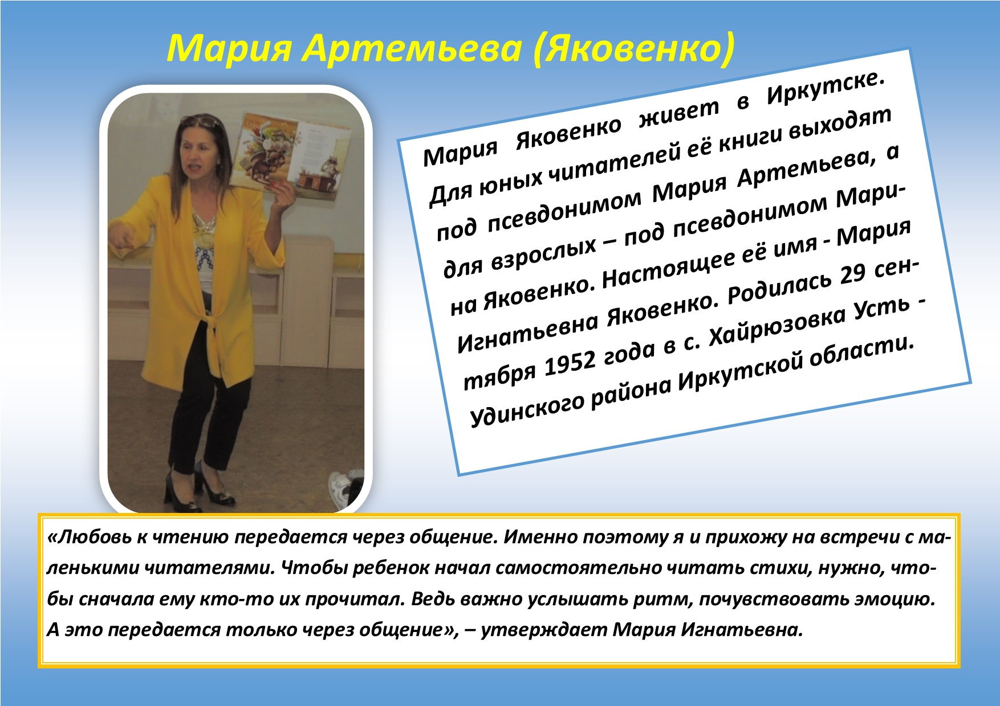 Мария Артемьева (Яковенко)
Мария Яковенко живет в Иркутске.
Для юных читателей её книги выходят
под псевдонимом Мария Артемьева, а
для взрослых – под псевдонимом Мари-
на Яковенко. Настоящее её имя - Мария
Игнатьевна Яковенко. Родилась 29 сен-
тября 1952 года в с. Хайрюзовка Усть -
Удинского района Иркутской области.
«Любовь к чтению передается через общение. Именно поэтому я и прихожу на встречи с ма-
ленькими читателями. Чтобы ребенок начал самостоятельно читать стихи, нужно, что-
бы сначала ему кто-то их прочитал. Ведь важно услышать ритм, почувствовать эмоцию.
А это передается только через общение», – утверждает Мария Игнатьевна.